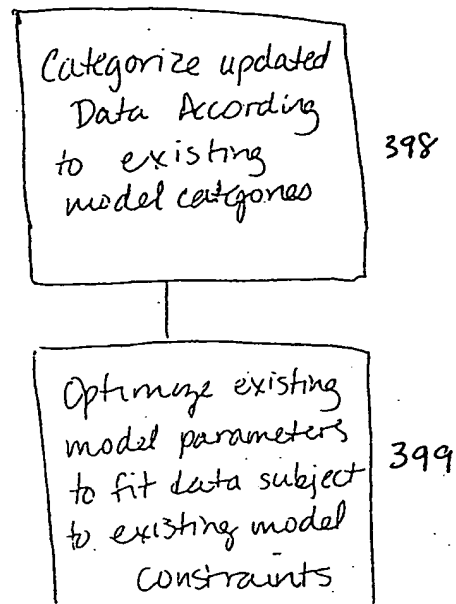 Categorize updated
Data According
to existing
model categories
398
Optimize existing
model parameters
to fit data subject
to existing model
constraints
399